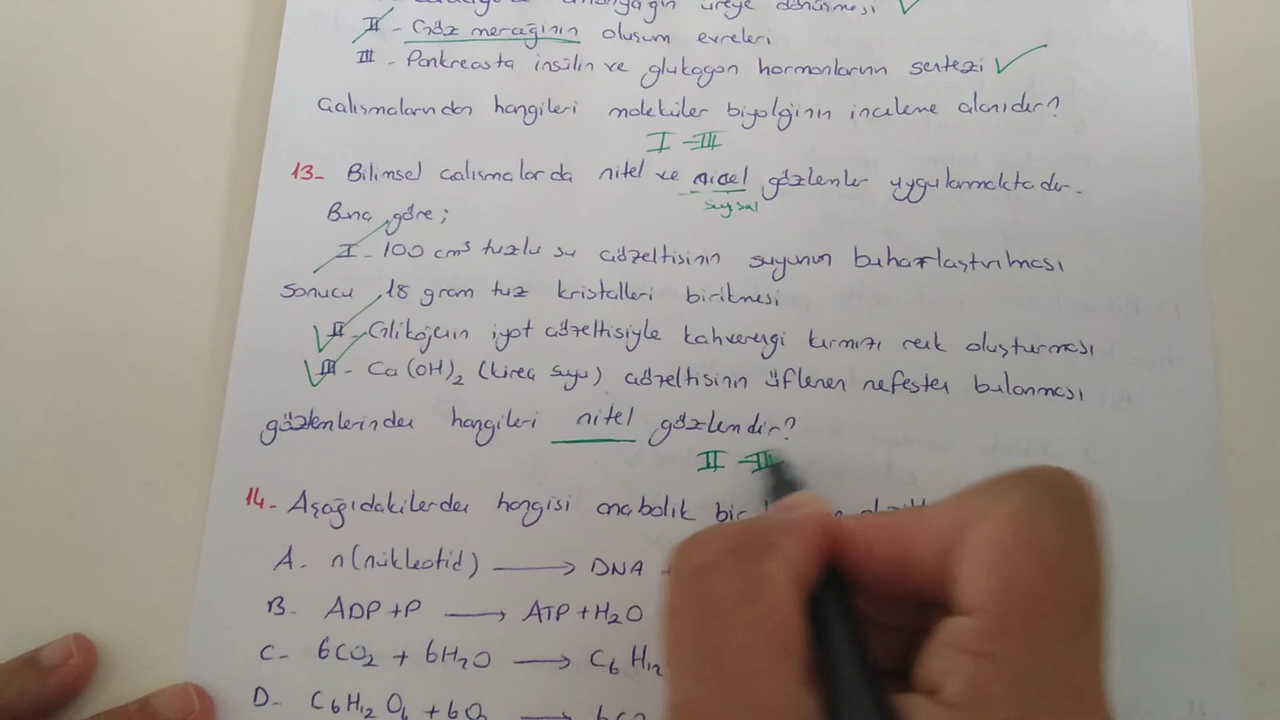 üreye dönüşmesi
II - Göz merceğinin oluşum evreleri
III - Pankreasta insülin ve glukagon hormonlarının sentezi
Çalışmalarından hangileri moleküler biyolojinin inceleme alanıdır?
I - III
13- Bilimsel çalışmalarda nitel ve nicel gözlemler uygulanmaktadır.
sayısal
Buna göre;
I - 100 cm³ tuzlu su çözeltisinin suyunun buharlaştırılması
sonucu 18 gram tuz kristalleri birikmesi
II - Glikojenin iyot çözeltisiyle kahverengi kırmızı renk oluşturması
III - Ca(OH)₂ (kireç suyu) çözeltisinin üflenen nefesten bulanması
gözlemlerinden hangileri nitel gözlemdir?
II - III
14- Aşağıdakilerden hangisi anabolik bir
A- n(nükleotid) ⟶ DNA
B- ADP + P ⟶ ATP + H₂O
C- 6CO₂ + 6H₂O ⟶ C₆H₁₂
D- C₆H₁₂O₆ + 6O₂ ⟶